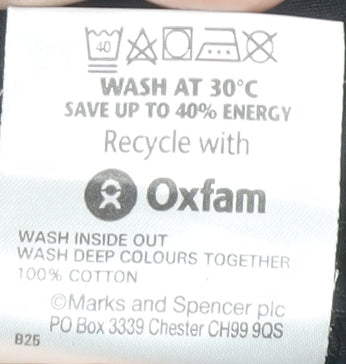 40
WASH AT 30°C
SAVE UP TO 40% ENERGY
Recycle with
Oxfam
WASH INSIDE OUT
WASH DEEP COLOURS TOGETHER
100% COTTON
©Marks and Spencer plc
PO Box 3339 Chester CH99 9QS
B25